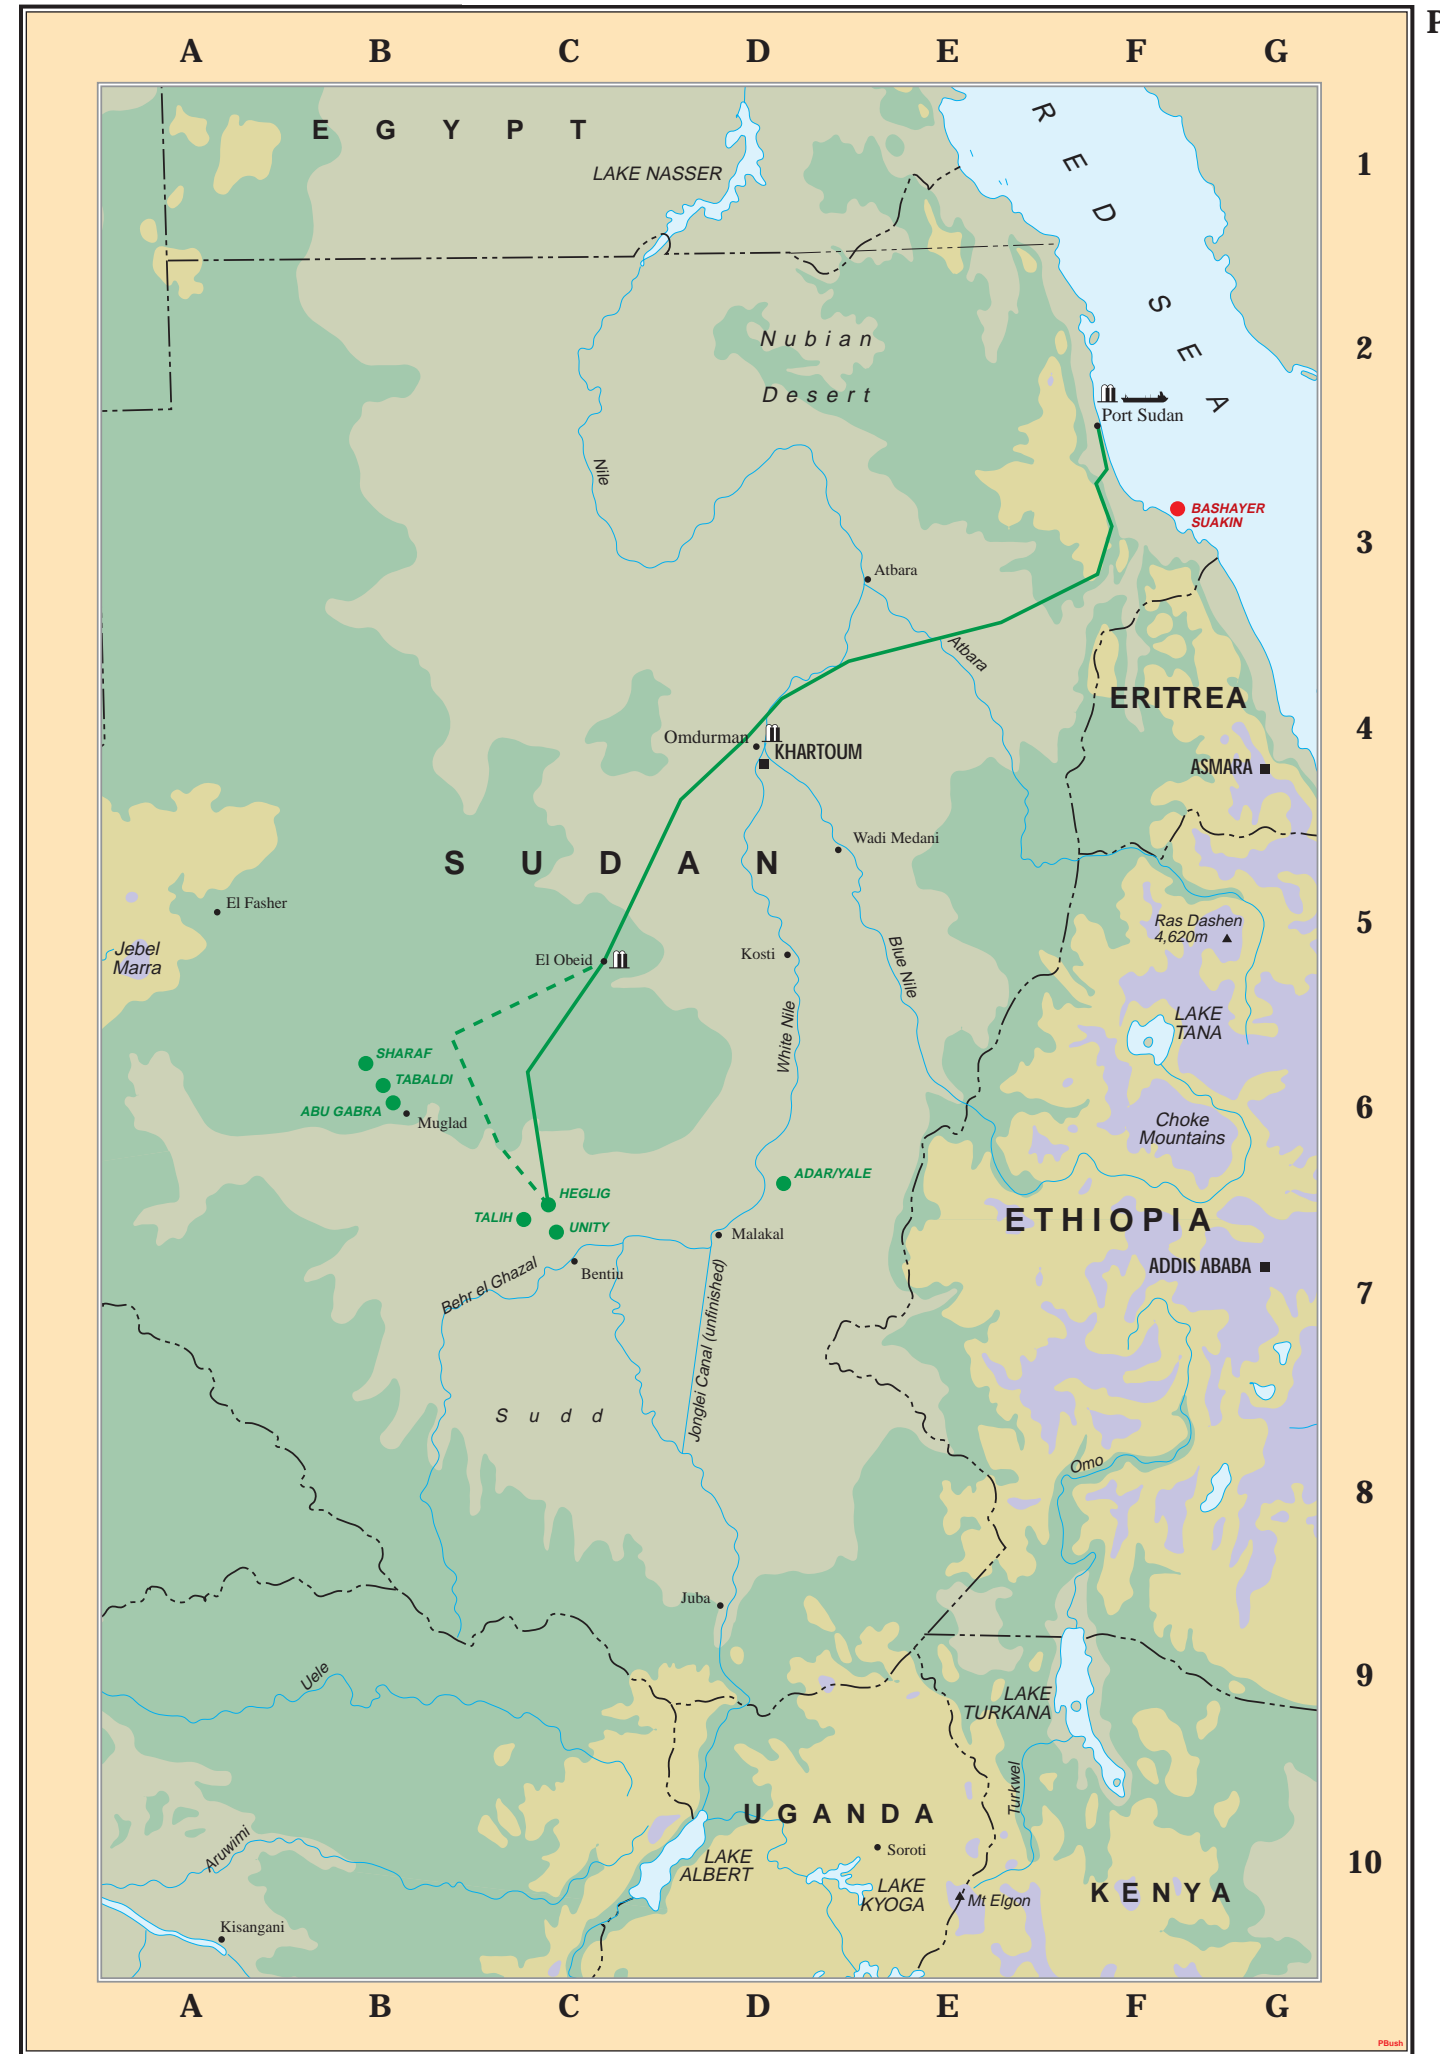 P
A B C D E F G
E G Y P T
RED SEA
LAKE NASSER
1
Nubian
Desert
2
Port Sudan
Nile
BASHAYER
SUAKIN
3
Atbara
Atbara
ERITREA
4
Omdurman
KHARTOUM
ASMARA
Wadi Medani
S U D A N
El Fasher
Ras Dashen
4,620m
5
Jebel
Marra
El Obeid
Kosti
Blue Nile
White Nile
LAKE
TANA
SHARAF
TABALDI
ABU GABRA
Muglad
6
Choke
Mountains
ADAR/YALE
HEGLIG
TALIH
UNITY
ETHIOPIA
Malakal
Bentiu
Behr el Ghazal
ADDIS ABABA
7
Jonglei Canal (unfinished)
S u d d
Omo
8
Juba
Uele
9
LAKE
TURKANA
Turkwel
UGANDA
Aruwimi
Soroti
LAKE
ALBERT
10
LAKE
KYOGA
Mt Elgon
KENYA
Kisangani
A B C D E F G
PBush